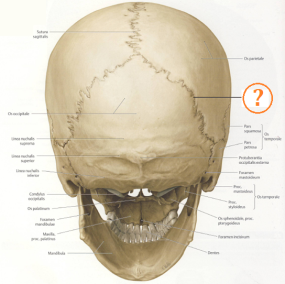 Sutura
sagittalis
Os parietale
?
Os occipitale
Pars
squamosa
Os
temporale
Pars
petrosa
Linea nuchalis
suprema
Linea nuchalis
superior
Protuberantia
occipitalis externa
Linea nuchalis
inferior
Foramen
mastoideum
Condylus
occipitalis
Proc.
mastoideus
Os temporale
Proc.
styloideus
Os palatinum
Foramen
mandibulae
Os sphenoidale, proc.
pterygoideus
Maxilla,
proc. palatinus
Foramen incisivum
Mandibula
Dentes